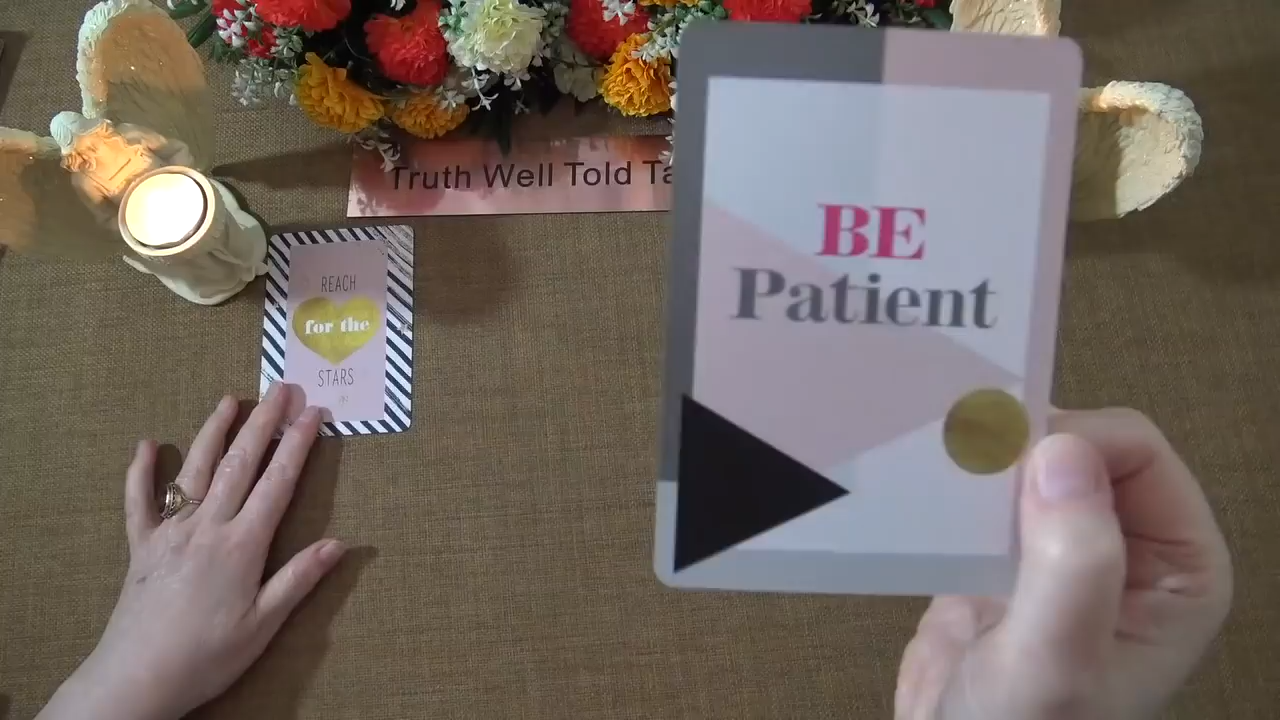 Truth Well Told Ta
BE
Patient
REACH
for the
STARS